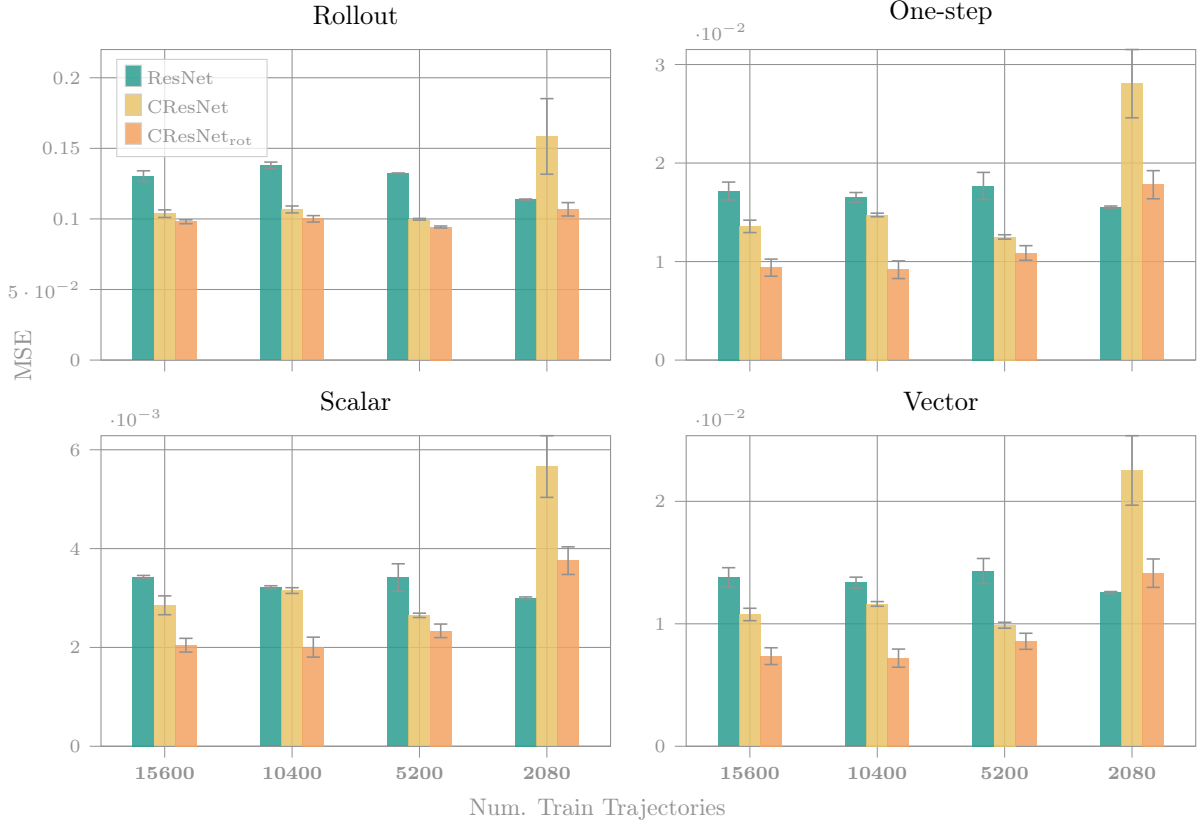 Rollout
0.2
0.15
0.1
5 · 10⁻²
0
ResNet
CResNet
CResNet_rot
One-step
·10⁻²
3
2
1
0
MSE
Scalar
·10⁻³
6
4
2
0
15600 10400 5200 2080
Vector
·10⁻²
2
1
0
15600 10400 5200 2080
Num. Train Trajectories